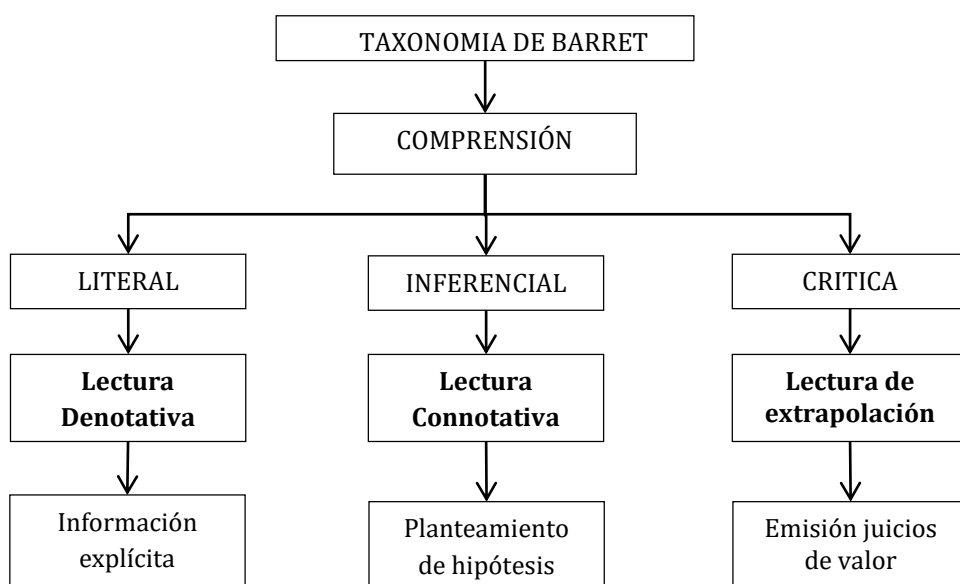 TAXONOMIA DE BARRET
COMPRENSIÓN
LITERAL
INFERENCIAL
CRITICA
Lectura
Denotativa
Lectura
Connotativa
Lectura de
extrapolación
Información
explícita
Planteamiento
de hipótesis
Emisión juicios
de valor